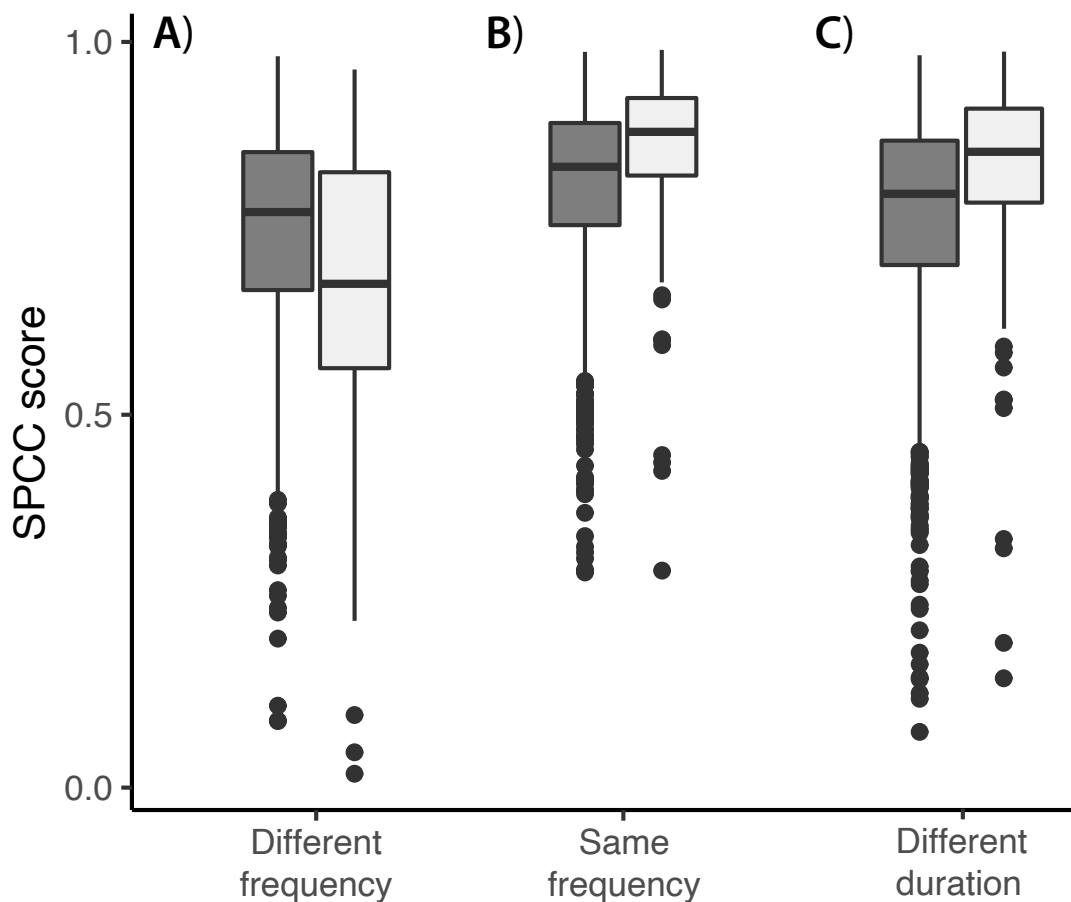 A)
B)
C)
SPCC score
1.0
0.5
0.0
Different
frequency
Same
frequency
Different
duration